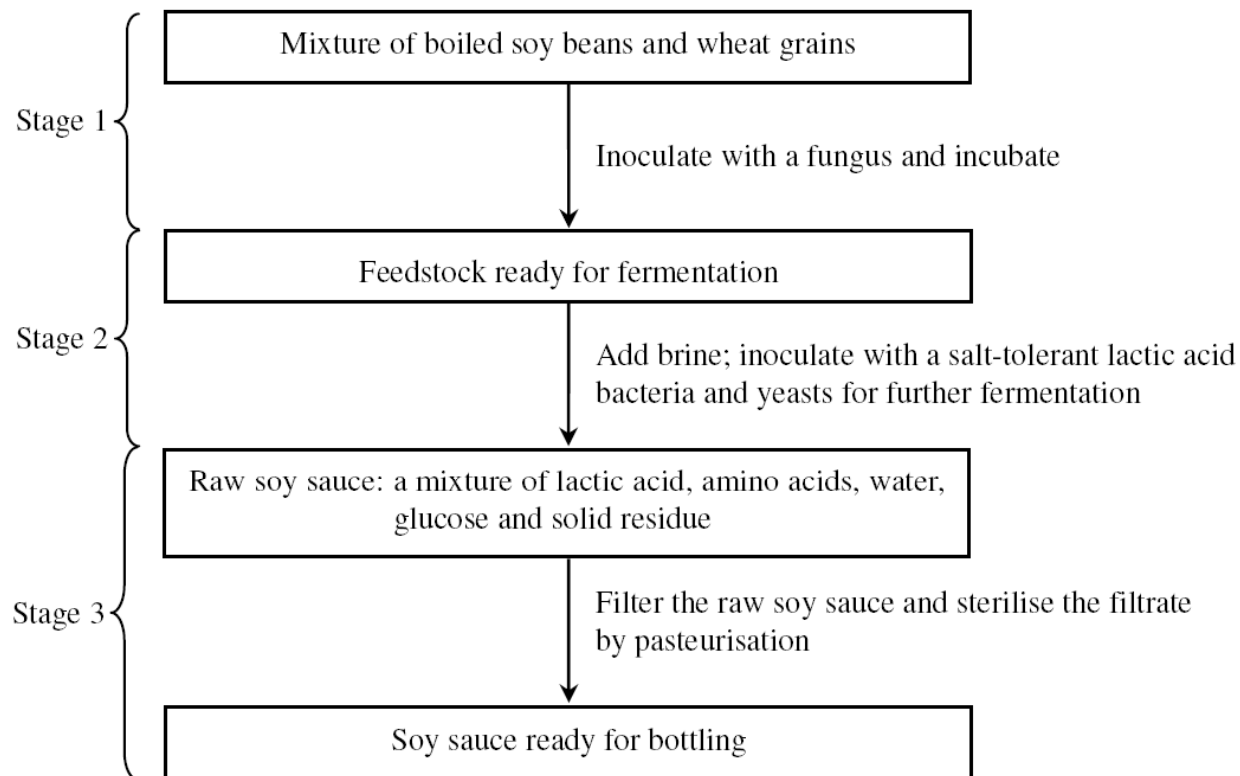 Mixture of boiled soy beans and wheat grains
Stage 1
Inoculate with a fungus and incubate
Feedstock ready for fermentation
Stage 2
Add brine; inoculate with a salt-tolerant lactic acid
bacteria and yeasts for further fermentation
Raw soy sauce: a mixture of lactic acid, amino acids, water,
glucose and solid residue
Stage 3
Filter the raw soy sauce and sterilise the filtrate
by pasteurisation
Soy sauce ready for bottling